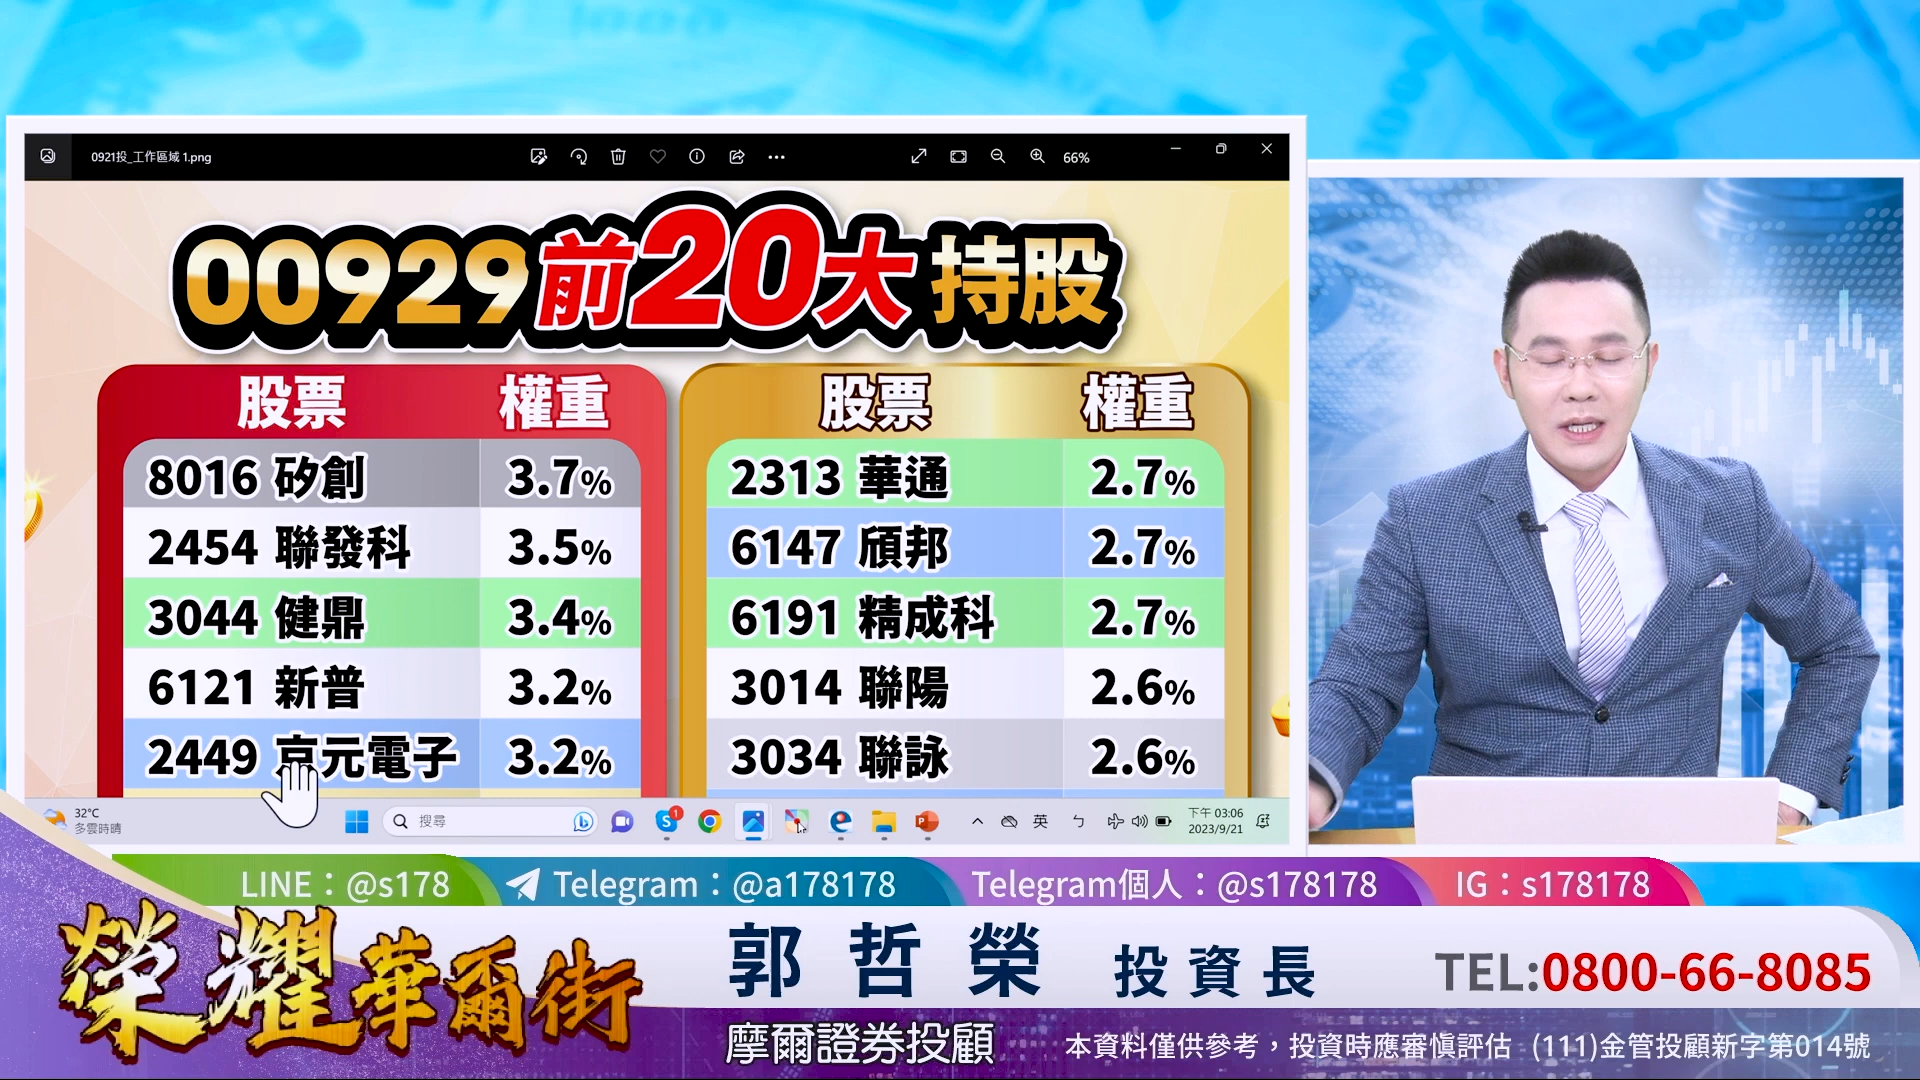 0921投_工作區域 1.png
66%
00929前20大持股
股票 權重
8016 矽創 3.7%
2454 聯發科 3.5%
3044 健鼎 3.4%
6121 新普 3.2%
2449 京元電子 3.2%
股票 權重
2313 華通 2.7%
6147 頎邦 2.7%
6191 精成科 2.7%
3014 聯陽 2.6%
3034 聯詠 2.6%
32°C
多雲時晴
搜尋
1
英
ㄅ
下午 03:06
2023/9/21
LINE：@s178
Telegram：@a178178
Telegram個人：@s178178
IG：s178178
榮耀華爾街
郭哲榮 投資長
TEL:0800-66-8085
摩爾證券投顧
本資料僅供參考，投資時應審慎評估 (111)金管投顧新字第014號